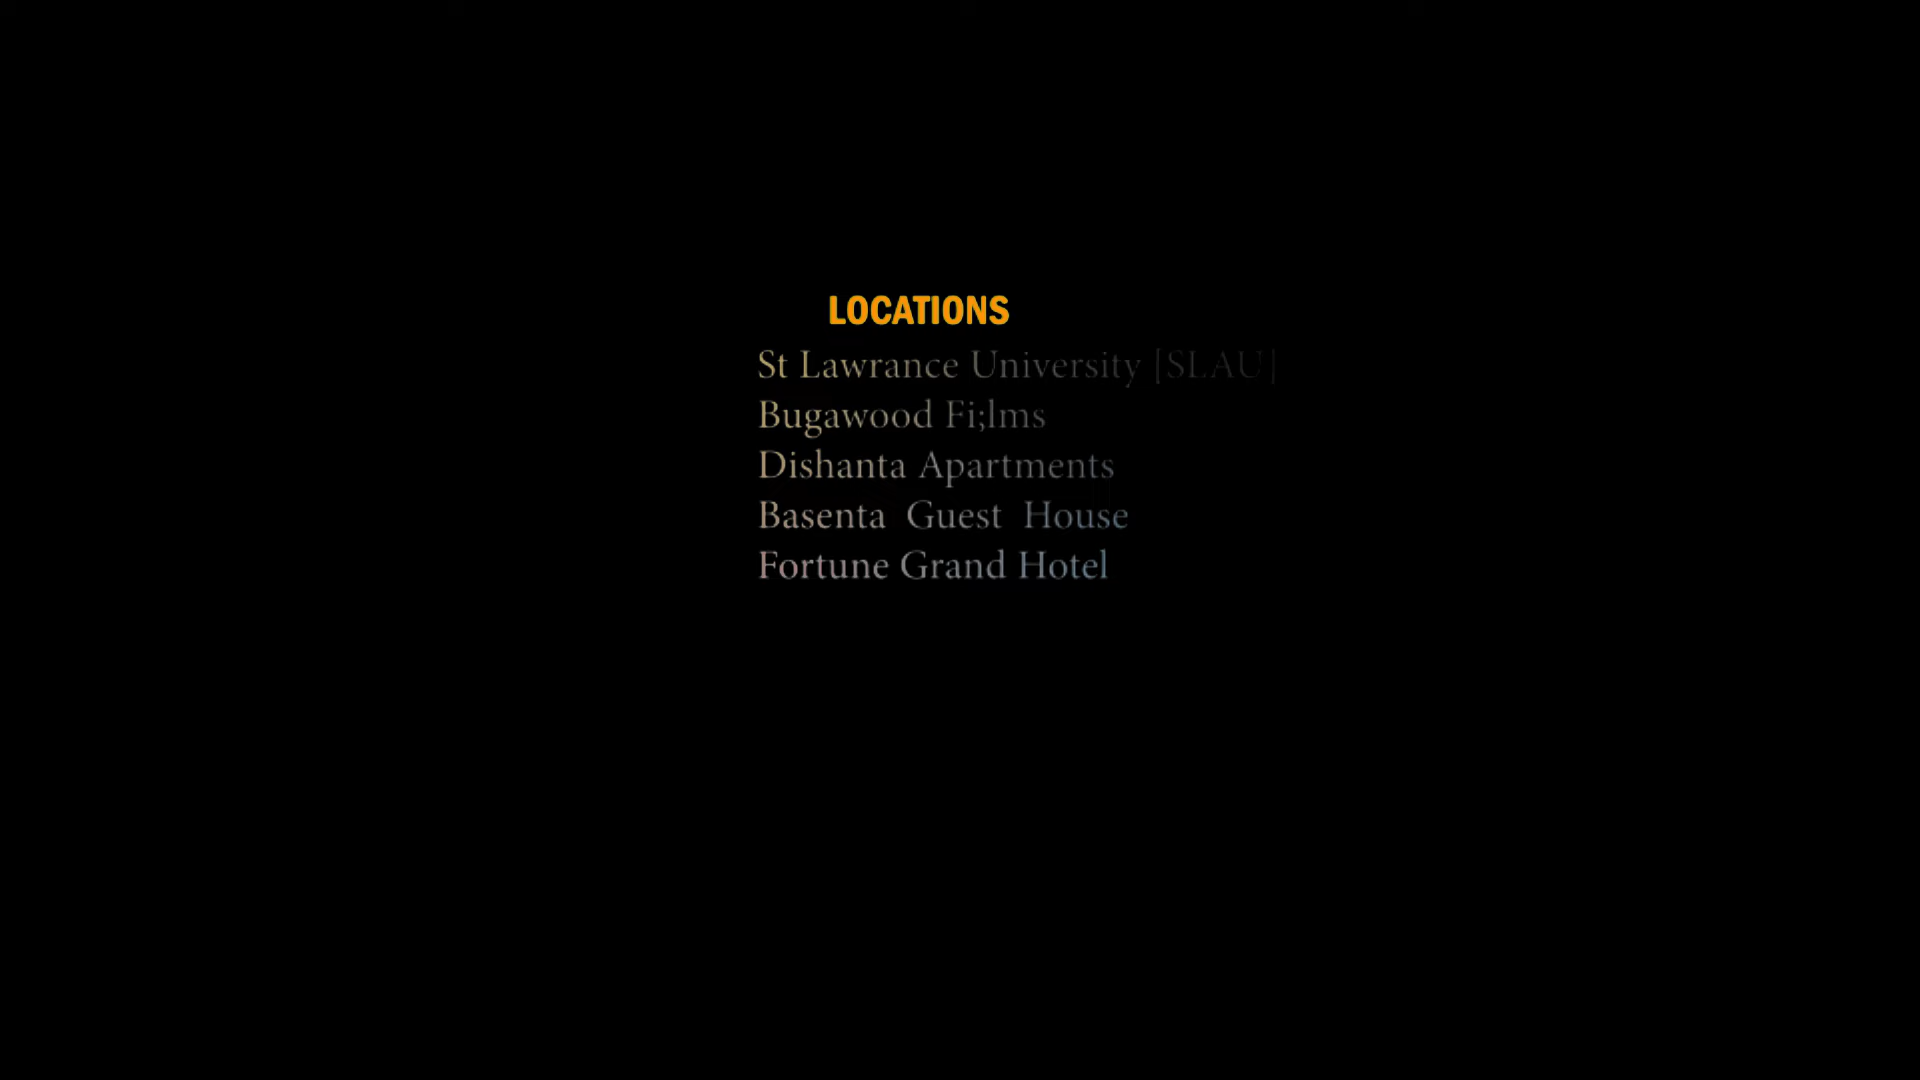 LOCATIONS
St Lawrance University [SLAU]
Bugawood Fi;lms
Dishanta Apartments
Basenta Guest House
Fortune Grand Hotel